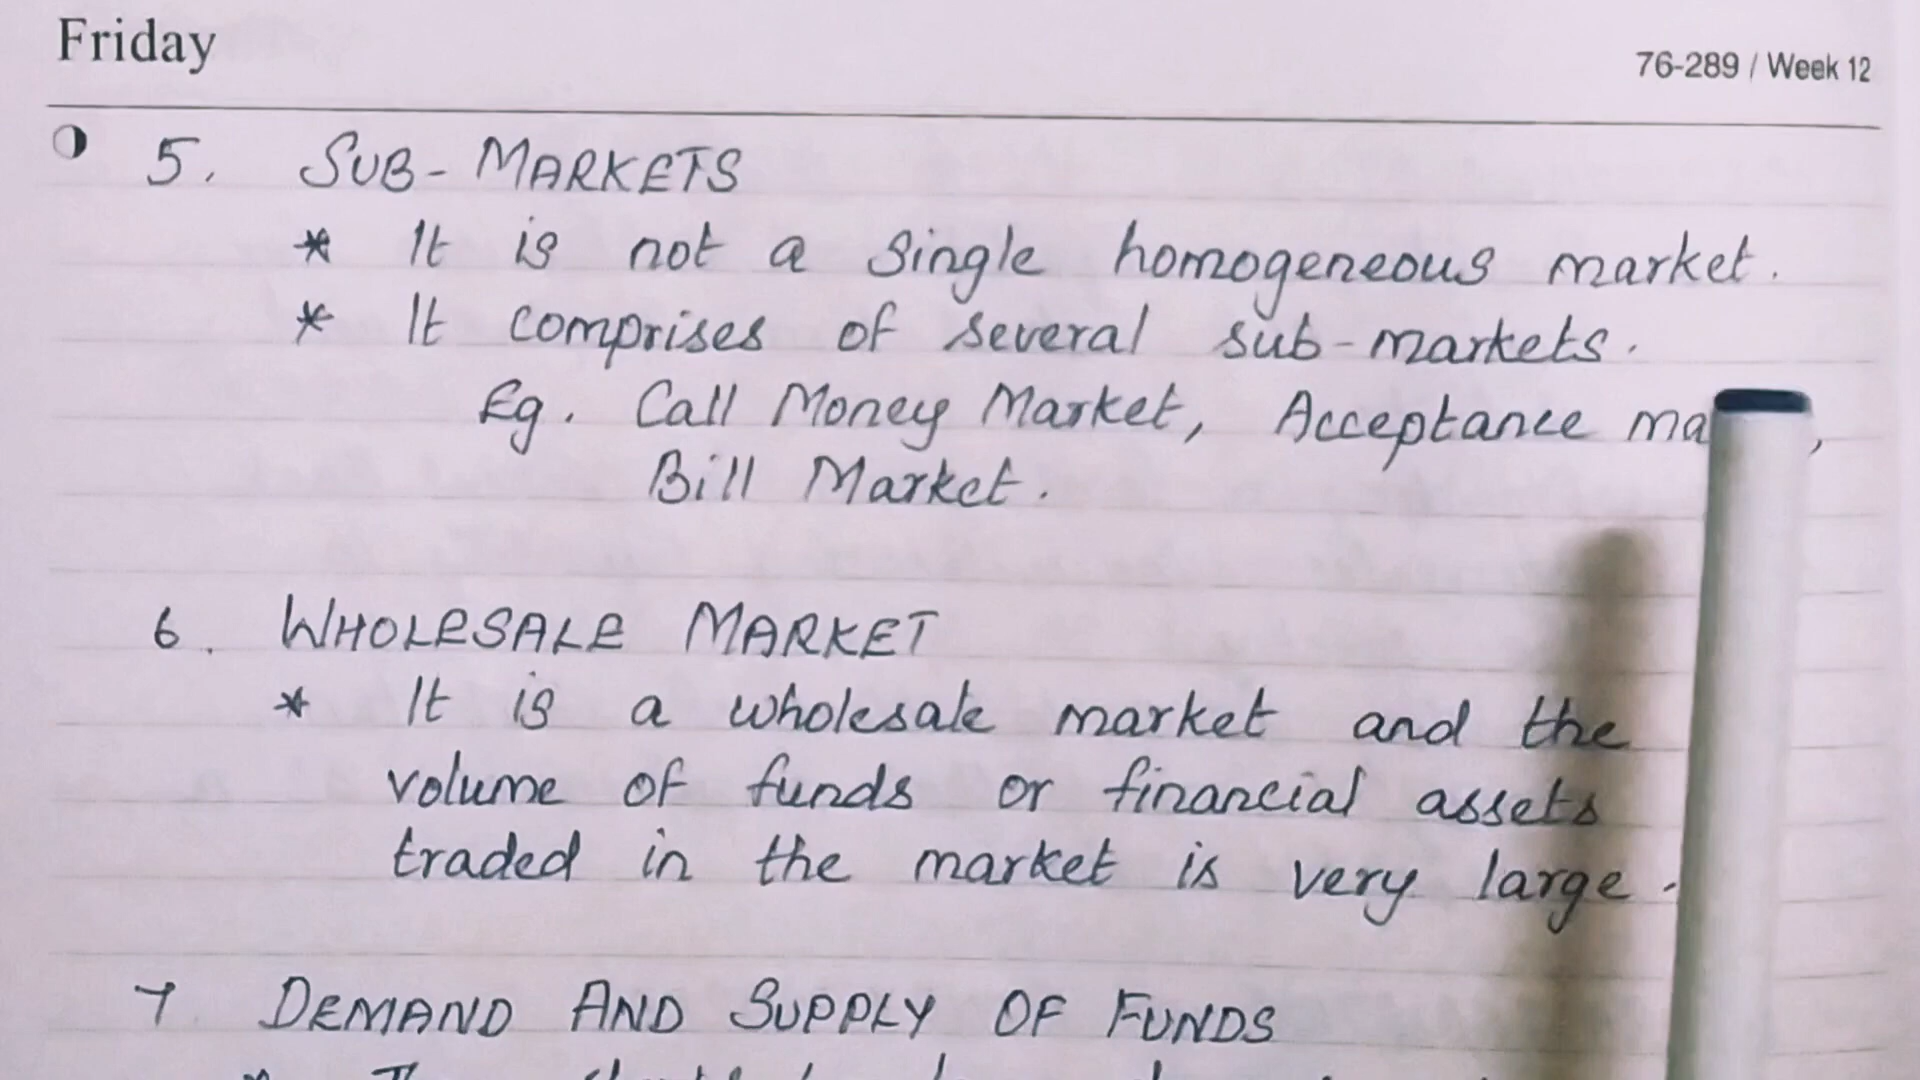 Friday
76-289 / Week 12
5. SUB-MARKETS
* It is not a single homogeneous market.
* It comprises of several sub-markets.
Eg. Call Money Market, Acceptance
Bill Market.
6. WHOLESALE MARKET
* It is a wholesale market and the
volume of funds or financial assets
traded in the market is very large.
7 DEMAND AND SUPPLY OF FUNDS